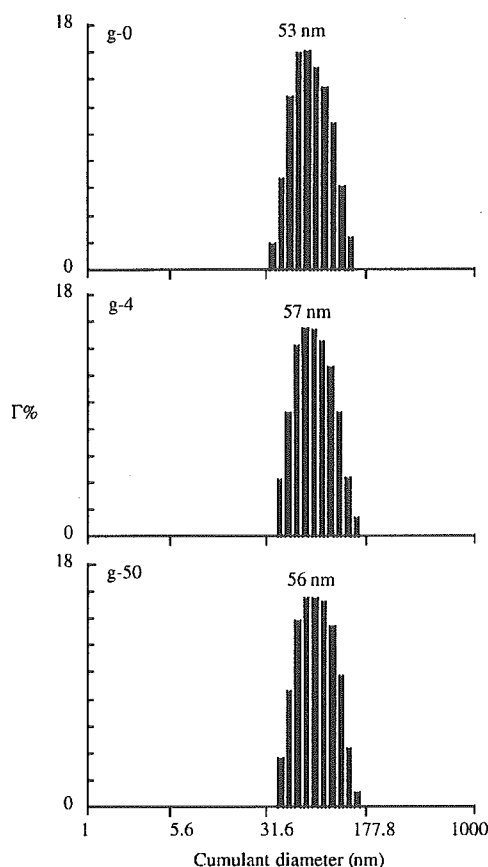 18
g-0
53 nm
0
18
g-4
57 nm
Γ%
0
18
g-50
56 nm
0
1 5.6 31.6 177.8 1000
Cumulant diameter (nm)